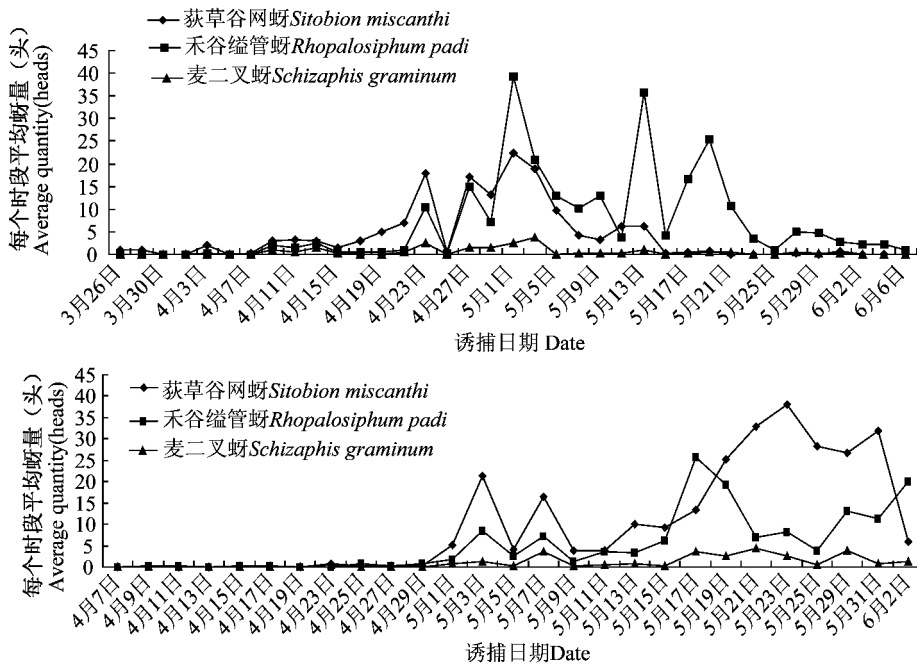 荻草谷网蚜Sitobion miscanthi
禾谷缢管蚜Rhopalosiphum padi
麦二叉蚜Schizaphis graminum
每个时段平均蚜量（头）
Average quantity(heads)
45
40
35
30
25
20
15
10
5
0
3月26日 3月30日 4月3日 4月7日 4月11日 4月15日 4月19日 4月23日 4月27日 5月1日 5月5日 5月9日 5月13日 5月17日 5月21日 5月25日 5月29日 6月2日 6月6日
诱捕日期 Date
荻草谷网蚜Sitobion miscanthi
禾谷缢管蚜Rhopalosiphum padi
麦二叉蚜Schizaphis graminum
每个时段平均蚜量（头）
Average quantity(heads)
45
40
35
30
25
20
15
10
5
0
4月7日 4月9日 4月11日 4月13日 4月15日 4月17日 4月19日 4月23日 4月25日 4月27日 4月29日 5月1日 5月3日 5月5日 5月7日 5月9日 5月11日 5月13日 5月15日 5月17日 5月19日 5月21日 5月23日 5月25日 5月29日 5月31日 6月2日
诱捕日期Date